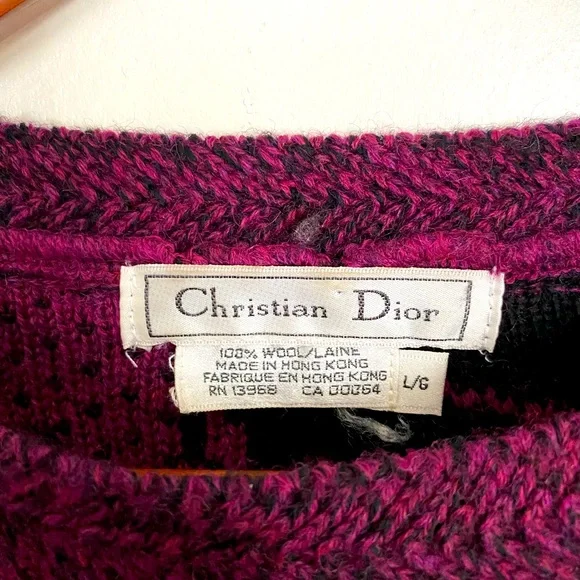 Christian Dior
100% WOOL/LAINE
MADE IN HONG KONG
FABRIQUE EN HONG KONG
RN 13968 CA 00064
L/G